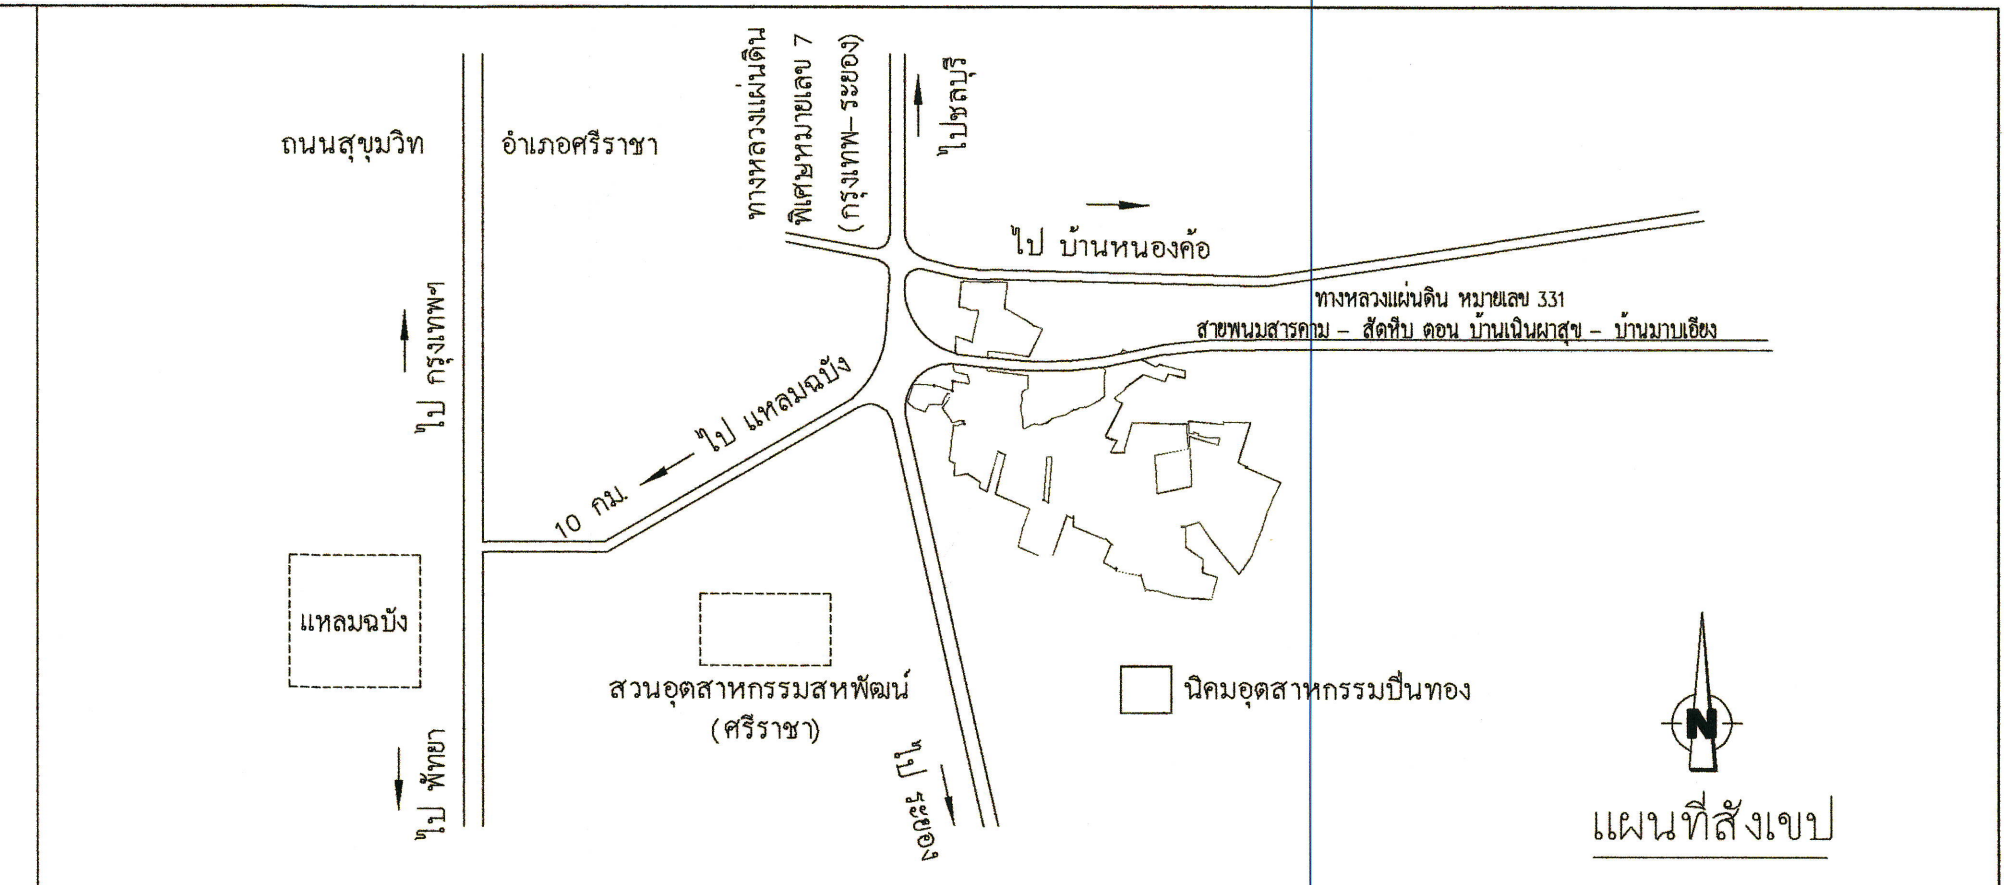 ทางหลวงแผ่นดิน
พิเศษหมายเลข 7
(กรุงเทพ-ระยอง)
ไปชลบุรี
ถนนสุขุมวิท
อำเภอศรีราชา
ไป บ้านหนองค้อ
ทางหลวงแผ่นดิน หมายเลข 331
สายพนมสารคาม - สัตหีบ ตอน บ้านเนินผาสุข - บ้านมาบเอียง
ไป กรุงเทพฯ
ไป แหลมฉบัง
10 กม.
แหลมฉบัง
สวนอุตสาหกรรมสหพัฒน์
(ศรีราชา)
นิคมอุตสาหกรรมปิ่นทอง
ไป พัทยา
ไป ระยอง
N
แผนที่สังเขป